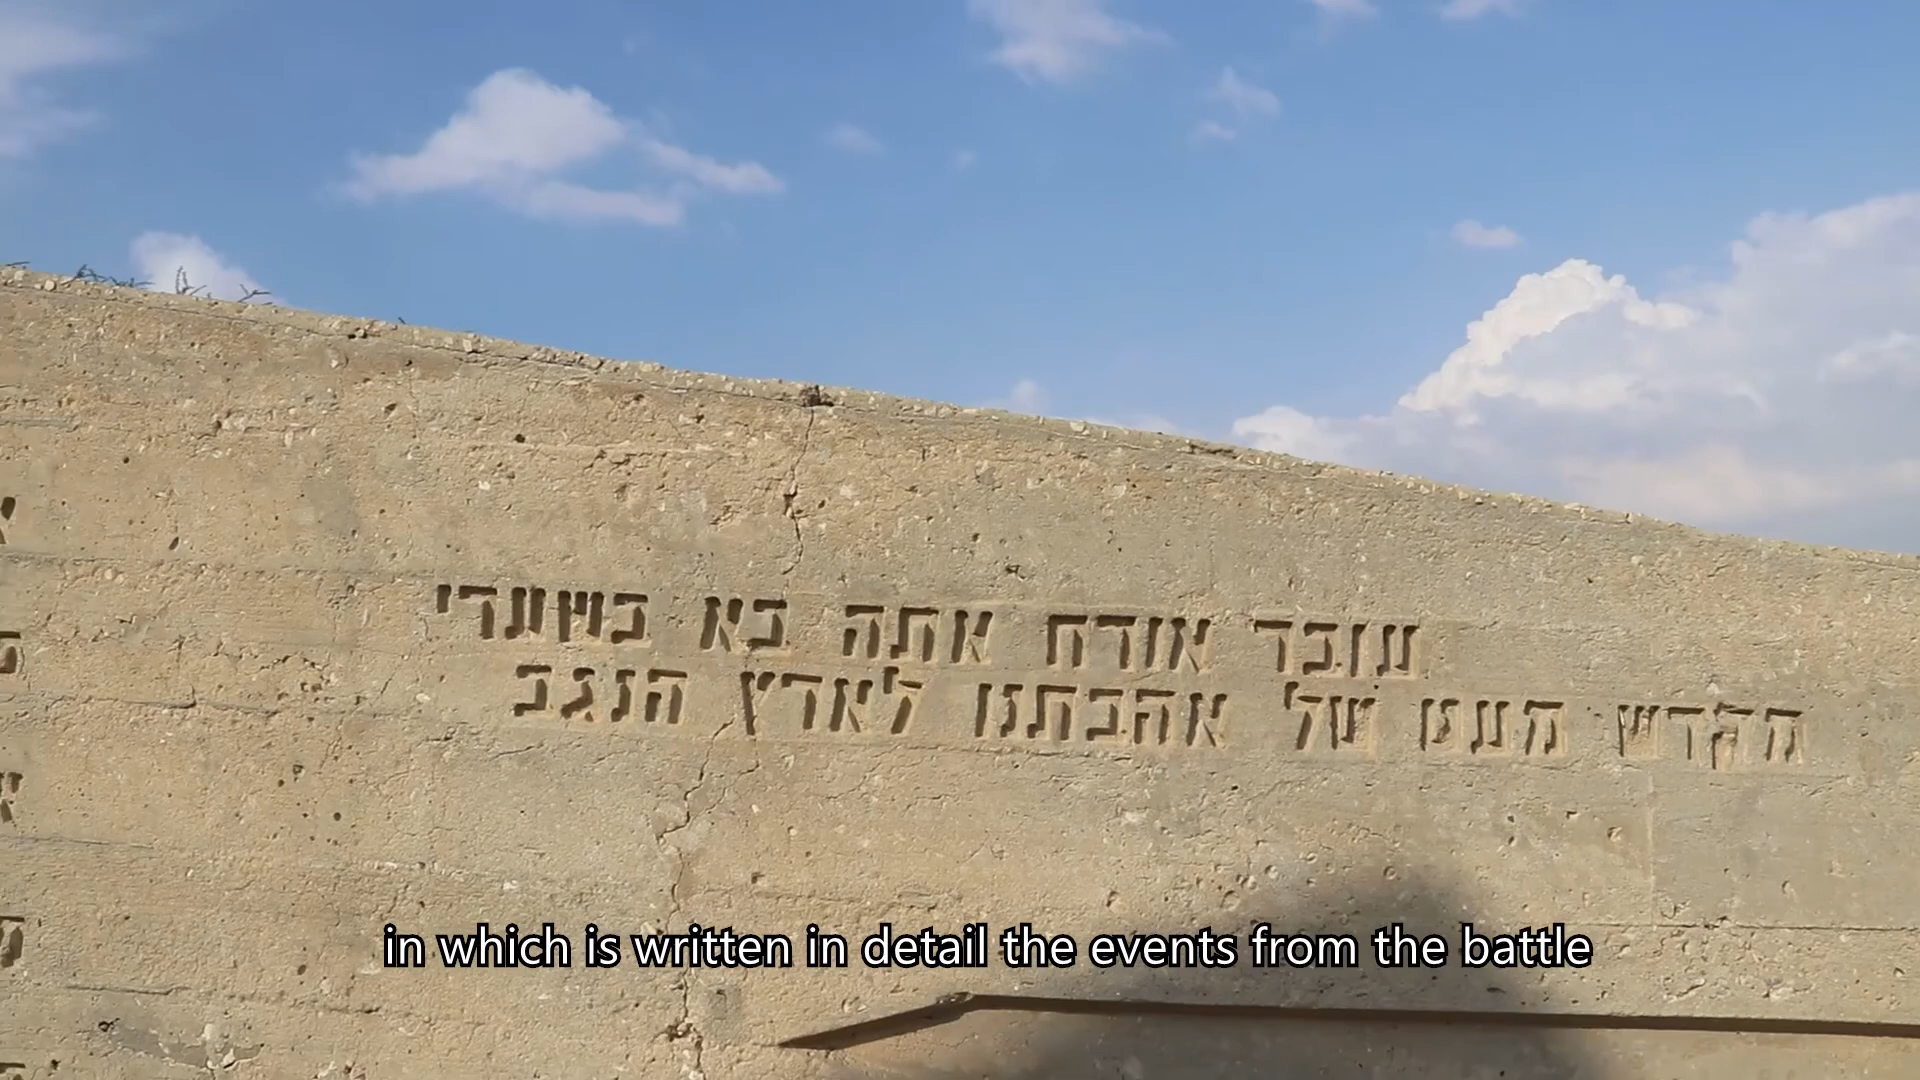 עובר אורח אתה בא בשערי
הקדש מעט של אהבתנו לארץ הנגב
in which is written in detail the events from the battle